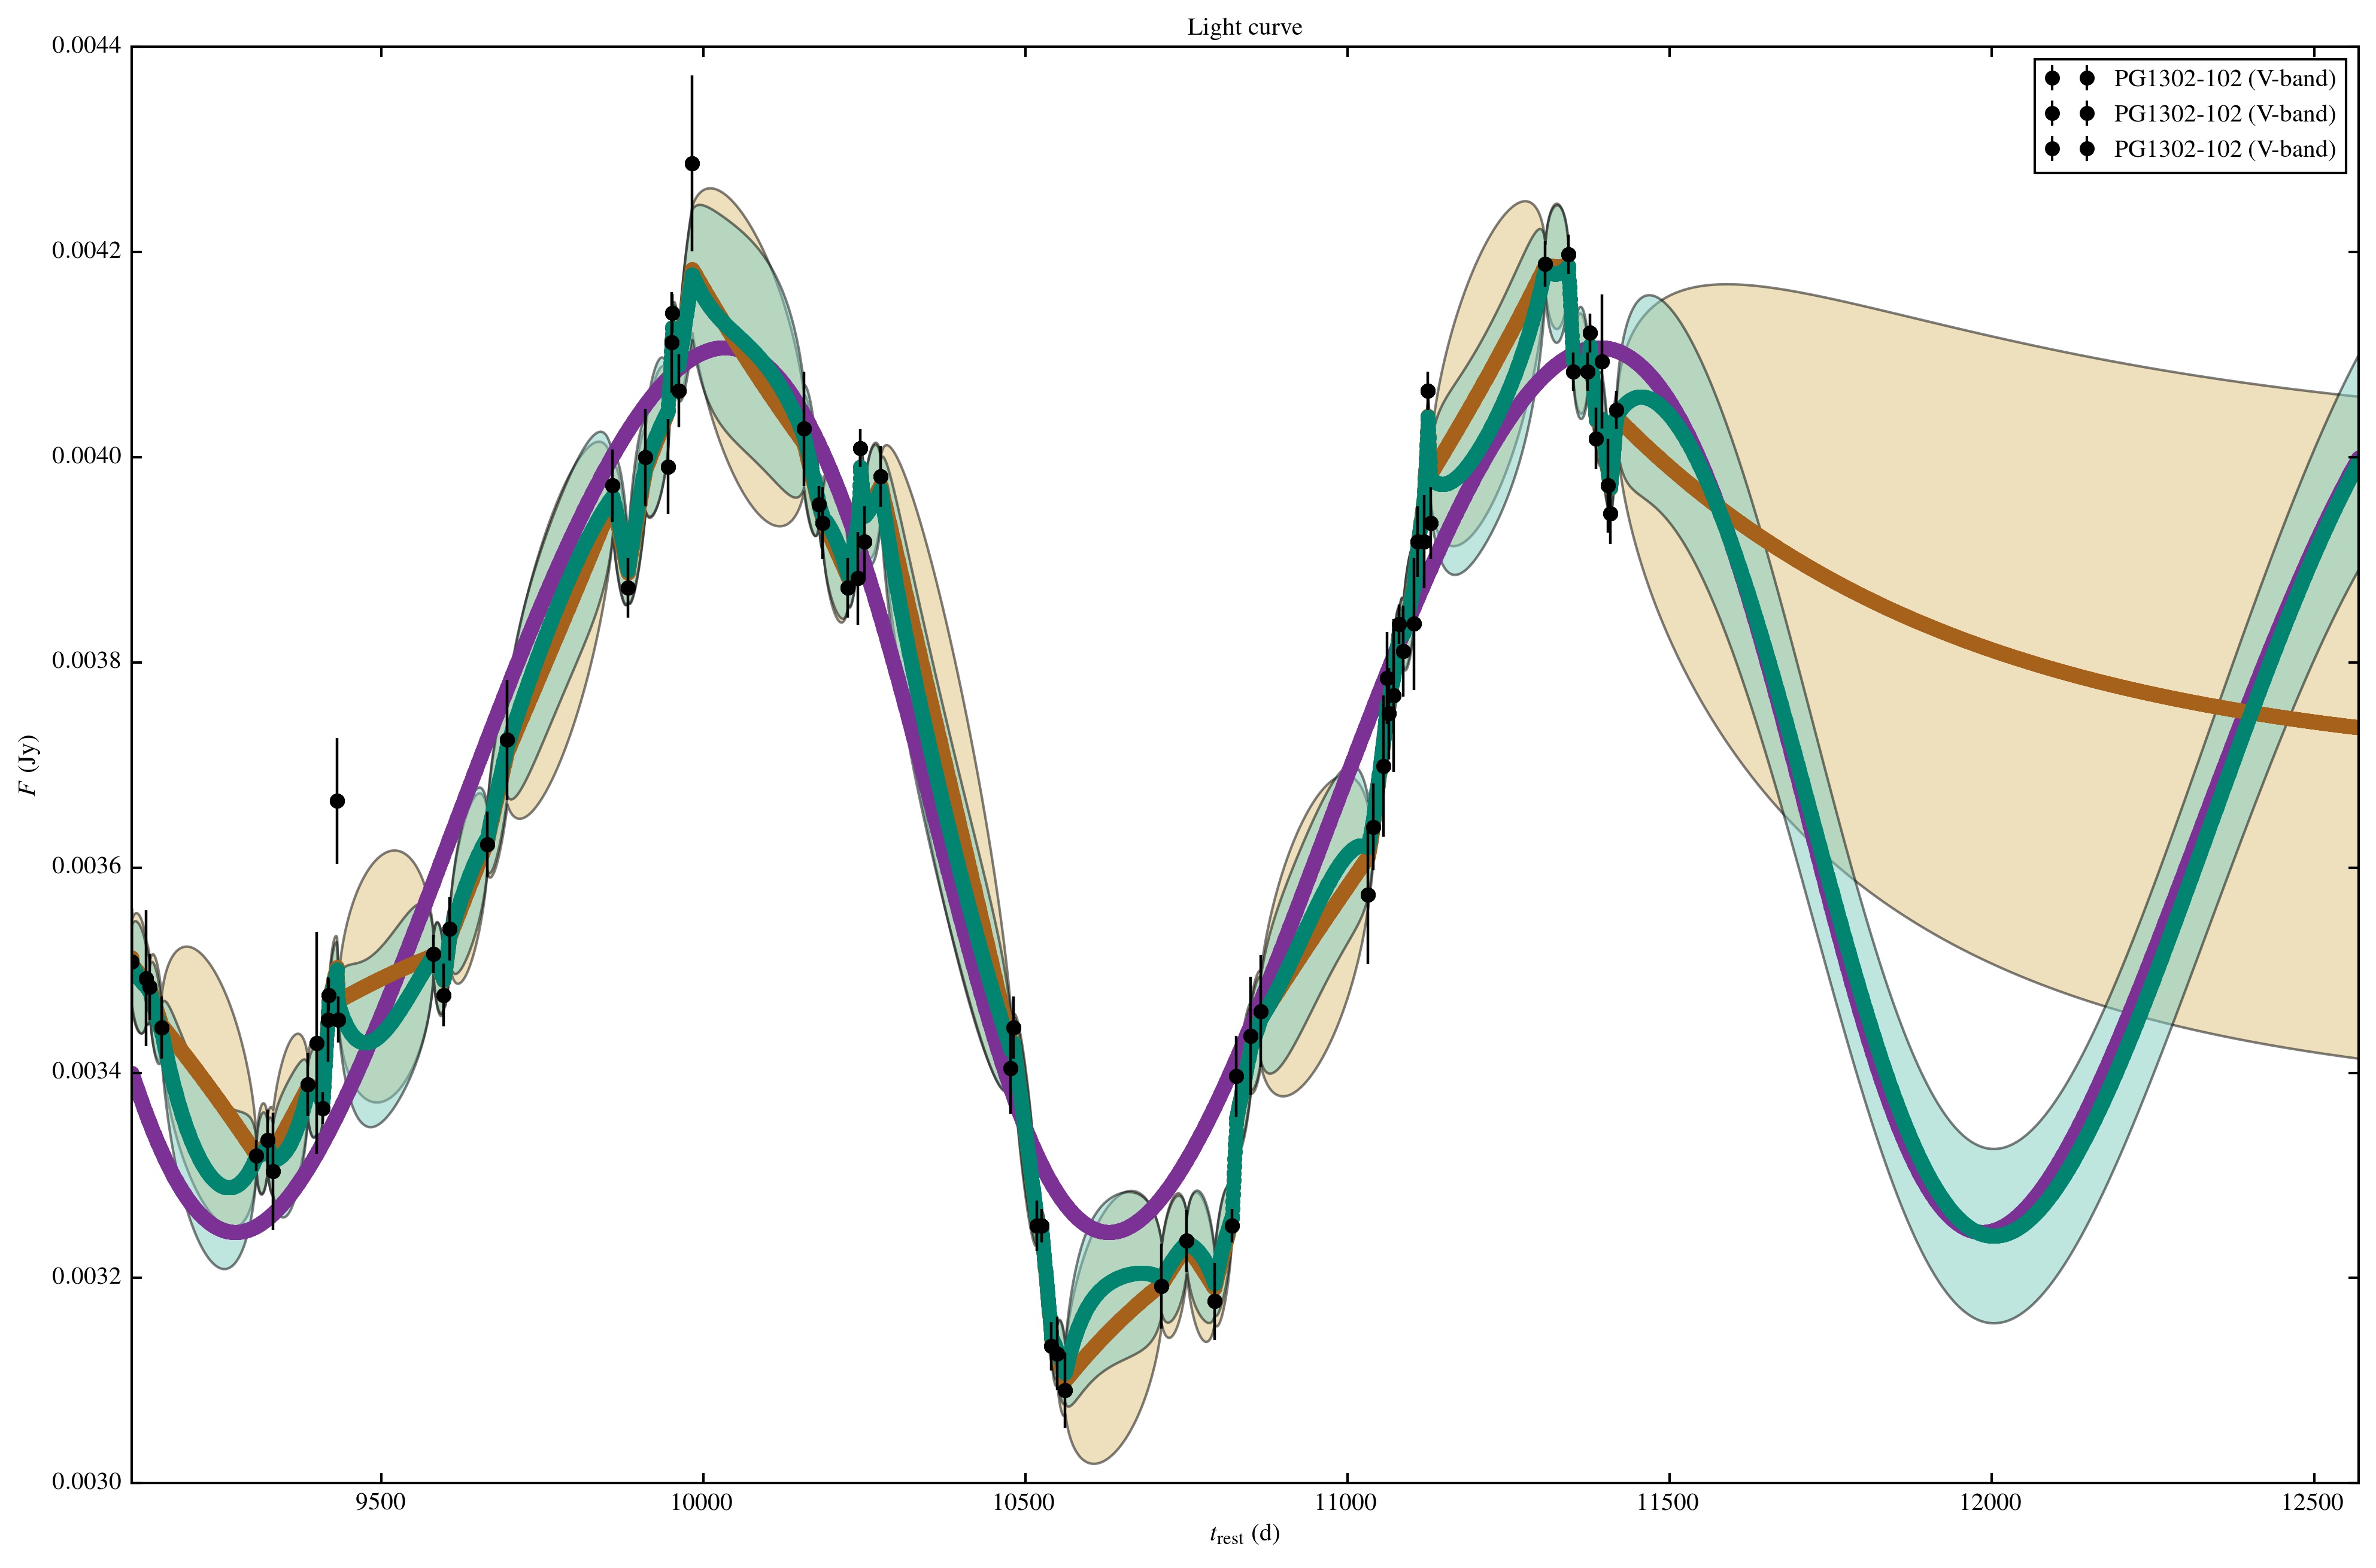 Light curve
0.0044
0.0042
0.0040
0.0038
0.0036
0.0034
0.0032
0.0030
F (Jy)
PG1302-102 (V-band)
PG1302-102 (V-band)
PG1302-102 (V-band)
9500 10000 10500 11000 11500 12000 12500
t_rest (d)